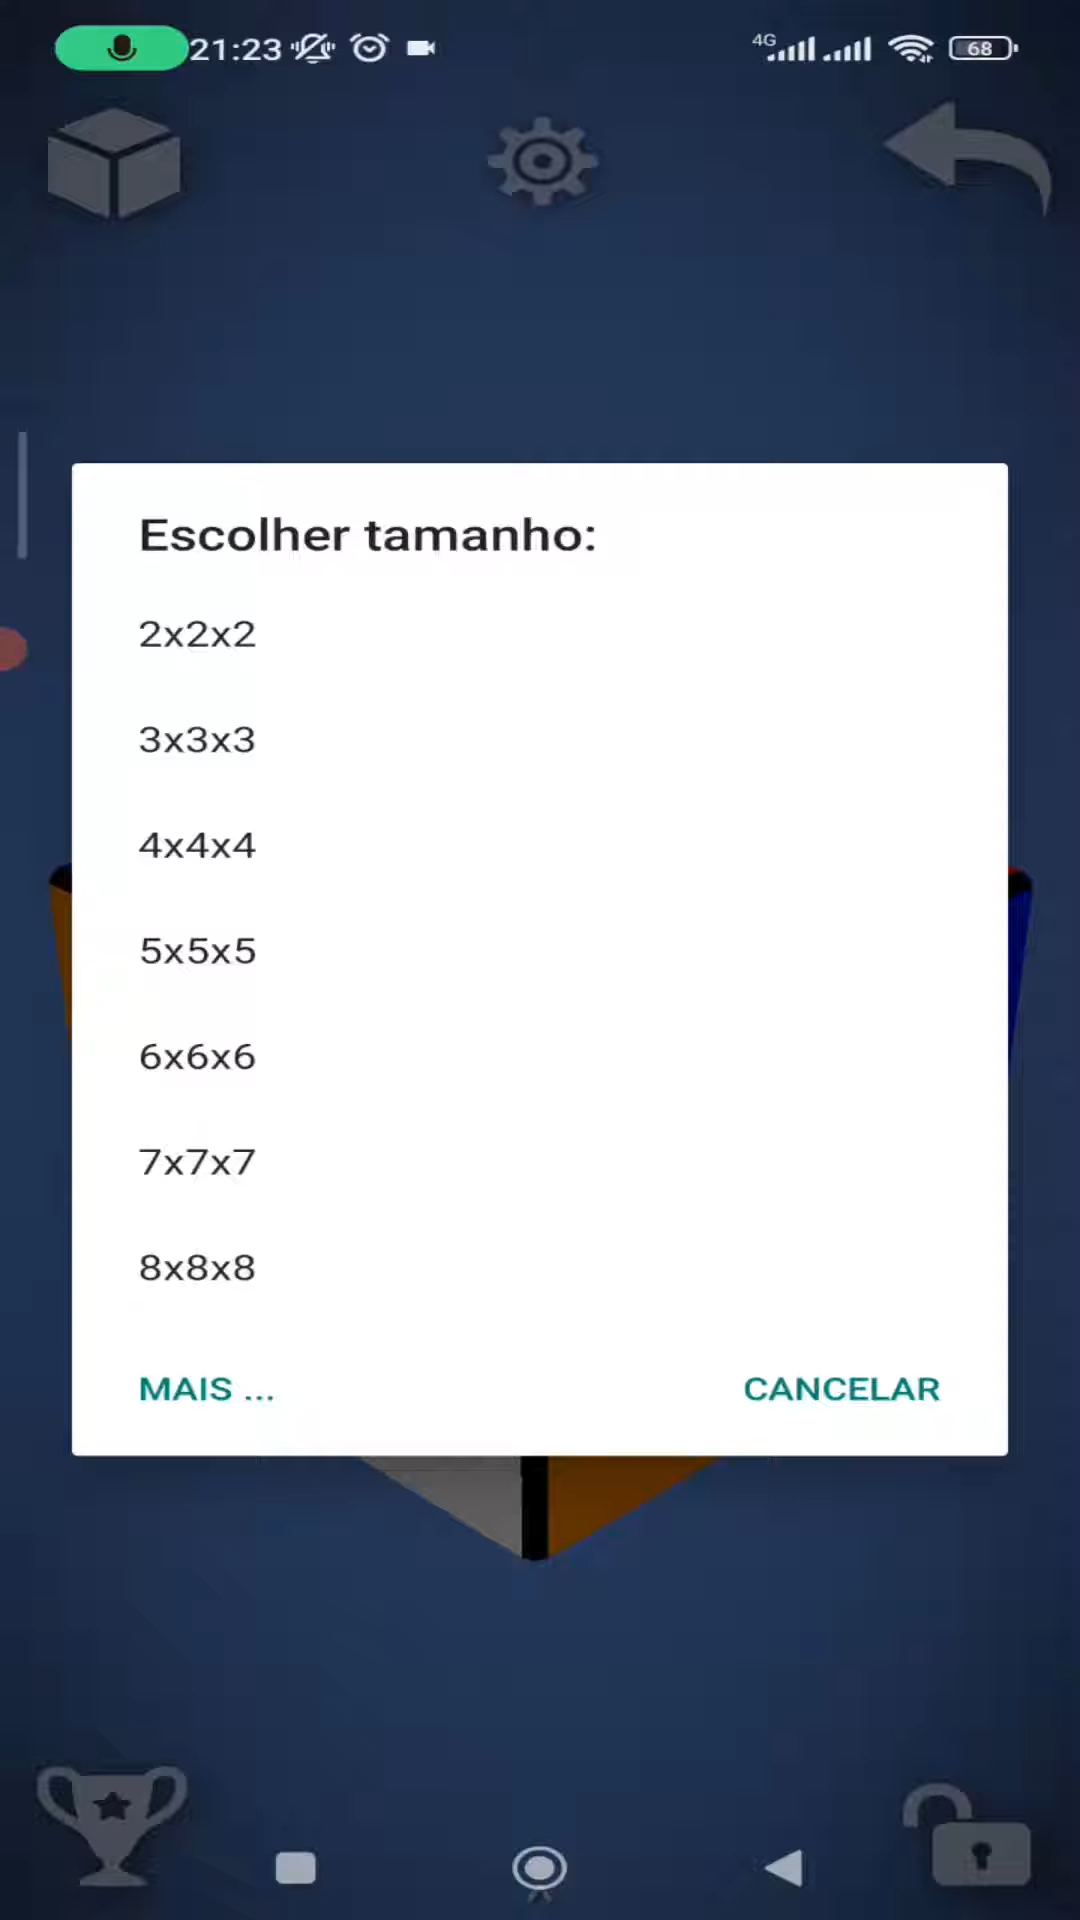 21:23 4G 68
Escolher tamanho:
2x2x2
3x3x3
4x4x4
5x5x5
6x6x6
7x7x7
8x8x8
MAIS ... CANCELAR